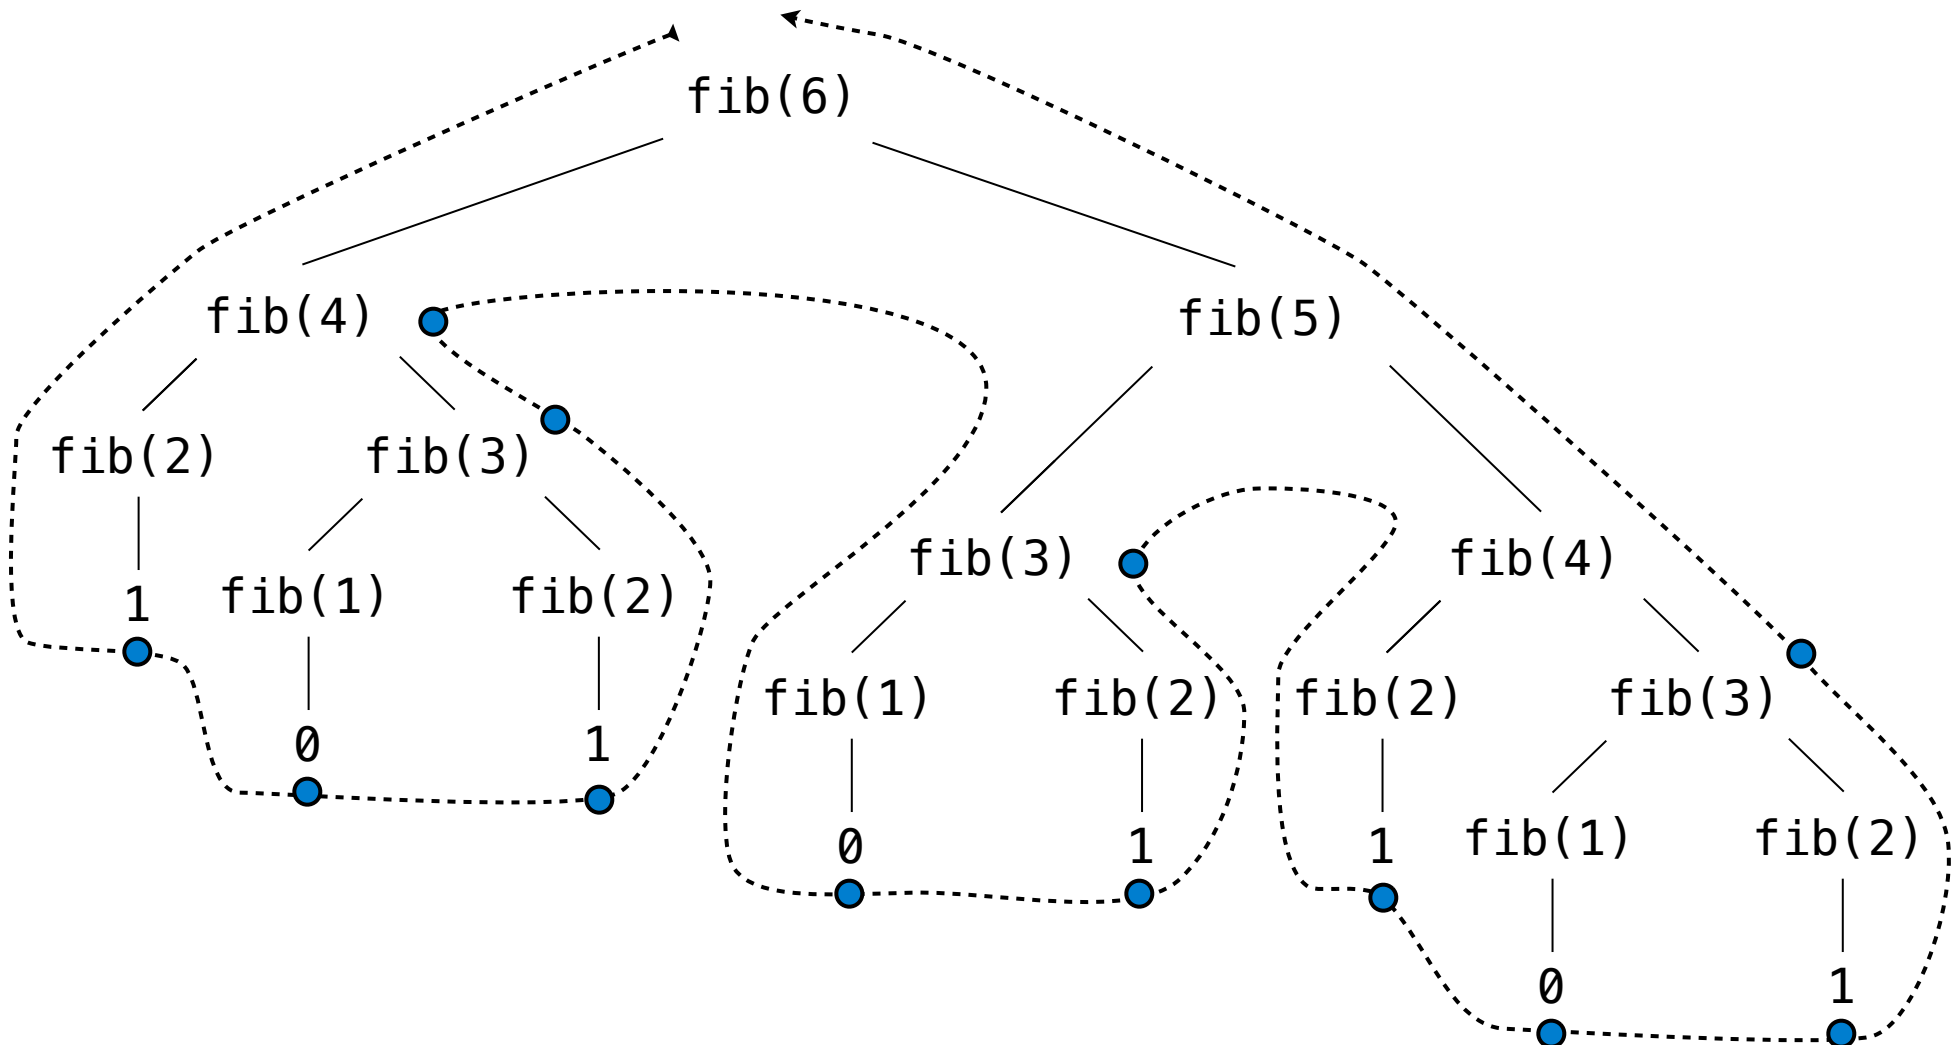 fib(6)
fib(4) fib(5)
fib(2) fib(3)
fib(3) fib(4)
1 fib(1) fib(2)
fib(1) fib(2) fib(2) fib(3)
0 1
0 1 1 fib(1) fib(2)
0 1